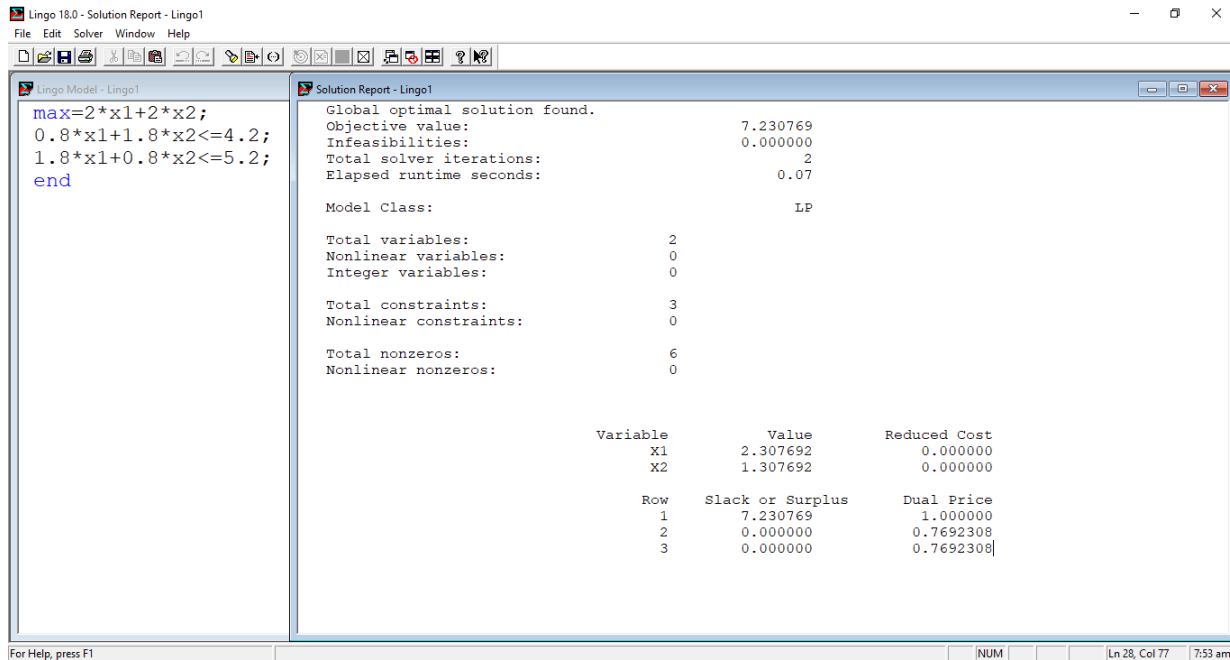 Lingo 18.0 - Solution Report - Lingo1
File Edit Solver Window Help
Lingo Model - Lingo1
max=2*x1+2*x2;
0.8*x1+1.8*x2<=4.2;
1.8*x1+0.8*x2<=5.2;
end
Solution Report - Lingo1
Global optimal solution found.
Objective value: 7.230769
Infeasibilities: 0.000000
Total solver iterations: 2
Elapsed runtime seconds: 0.07
Model Class: LP
Total variables: 2
Nonlinear variables: 0
Integer variables: 0
Total constraints: 3
Nonlinear constraints: 0
Total nonzeros: 6
Nonlinear nonzeros: 0
Variable Value Reduced Cost
X1 2.307692 0.000000
X2 1.307692 0.000000
Row Slack or Surplus Dual Price
1 7.230769 1.000000
2 0.000000 0.7692308
3 0.000000 0.7692308
For Help, press F1 NUM Ln 28, Col 77 7:53 am